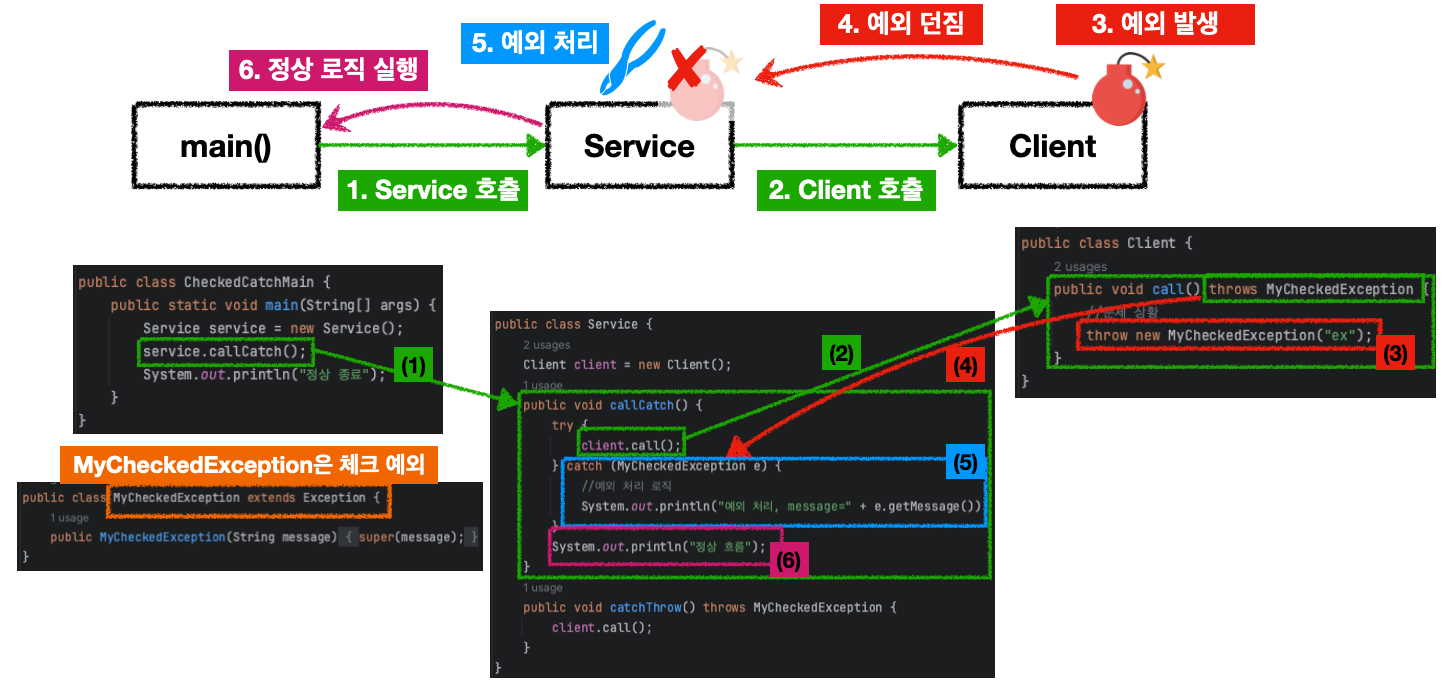 4. 예외 던짐
3. 예외 발생
5. 예외 처리
6. 정상 로직 실행
main()
Service
Client
1. Service 호출
2. Client 호출
public class CheckedCatchMain {
public static void main(String[] args) {
Service service = new Service();
service.callCatch();
System.out.println("정상 종료");
}
}
(1)
MyCheckedException은 체크 예외
public class MyCheckedException extends Exception {
1 usage
public MyCheckedException(String message) { super(message); }
}
public class Service {
2 usages
Client client = new Client();
1 usage
public void callCatch() {
try {
client.call();
} catch (MyCheckedException e) {
//예외 처리 로직
System.out.println("예외 처리, message=" + e.getMessage())
}
System.out.println("정상 흐름");
}
1 usage
public void catchThrow() throws MyCheckedException {
client.call();
}
}
(2)
(4)
(5)
(6)
public class Client {
2 usages
public void call() throws MyCheckedException {
//문제 상황
throw new MyCheckedException("ex");
}
}
(3)